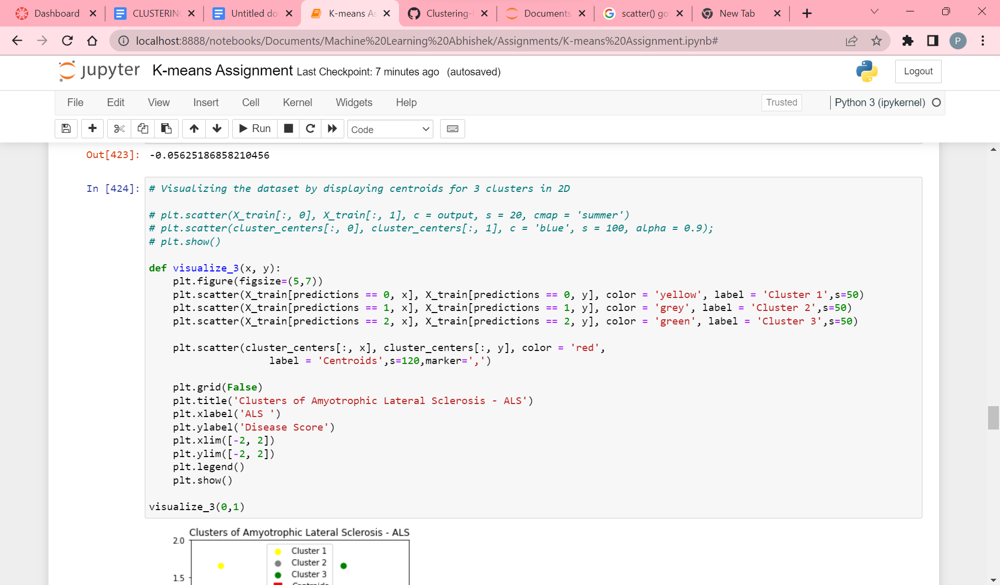 Dashboard CLUSTERIN Untitled do K-means As Clustering- Documents scatter() go New Tab
localhost:8888/notebooks/Documents/Machine%20Learning%20Abhishek/Assignments/K-means%20Assignment.ipynb# P
jupyter K-means Assignment Last Checkpoint: 7 minutes ago (autosaved) Logout
File Edit View Insert Cell Kernel Widgets Help Trusted Python 3 (ipykernel)
Run Code
Out[423]: -0.05625186858210456
In [424]: # Visualizing the dataset by displaying centroids for 3 clusters in 2D
# plt.scatter(X_train[:, 0], X_train[:, 1], c = output, s = 20, cmap = 'summer')
# plt.scatter(cluster_centers[:, 0], cluster_centers[:, 1], c = 'blue', s = 100, alpha = 0.9);
# plt.show()
def visualize_3(x, y):
plt.figure(figsize=(5,7))
plt.scatter(X_train[predictions == 0, x], X_train[predictions == 0, y], color = 'yellow', label = 'Cluster 1',s=50)
plt.scatter(X_train[predictions == 1, x], X_train[predictions == 1, y], color = 'grey', label = 'Cluster 2',s=50)
plt.scatter(X_train[predictions == 2, x], X_train[predictions == 2, y], color = 'green', label = 'Cluster 3',s=50)
plt.scatter(cluster_centers[:, x], cluster_centers[:, y], color = 'red',
label = 'Centroids',s=120,marker=',')
plt.grid(False)
plt.title('Clusters of Amyotrophic Lateral Sclerosis - ALS')
plt.xlabel('ALS ')
plt.ylabel('Disease Score')
plt.xlim([-2, 2])
plt.ylim([-2, 2])
plt.legend()
plt.show()
visualize_3(0,1)
Clusters of Amyotrophic Lateral Sclerosis - ALS
2.0
Cluster 1
Cluster 2
Cluster 3
1.5
Centroids